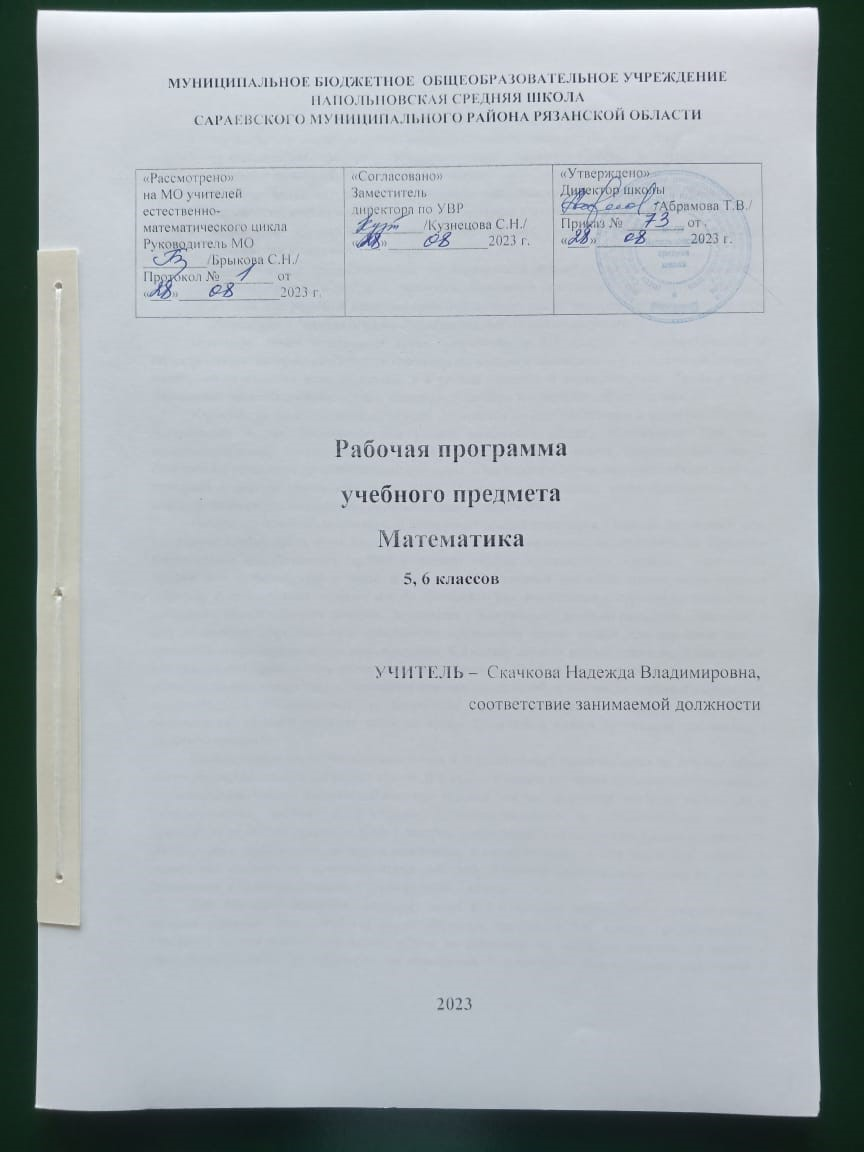 МУНИЦИПАЛЬНОЕ БЮДЖЕТНОЕ ОБЩЕОБРАЗОВАТЕЛЬНОЕ УЧРЕЖДЕНИЕ
НАПОЛЬНОВСКАЯ СРЕДНЯЯ ШКОЛА
САРАЕВСКОГО МУНИЦИПАЛЬНОГО РАЙОНА РЯЗАНСКОЙ ОБЛАСТИ
«Рассмотрено»
на МО учителей
естественно-
математического цикла
Руководитель МО
/Брыкова С.Н./
Протокол № 1 от
«28» 08 2023 г.
«Согласовано»
Заместитель
директора по УВР
/Кузнецова С.Н./
«28» 08 2023 г.
«Утверждено»
Директор школы
/Абрамова Т.В./
Приказ № 73 от
«28» 08 2023 г.
Рабочая программа
учебного предмета
Математика
5, 6 классов
УЧИТЕЛЬ – Скачкова Надежда Владимировна,
соответствие занимаемой должности
2023